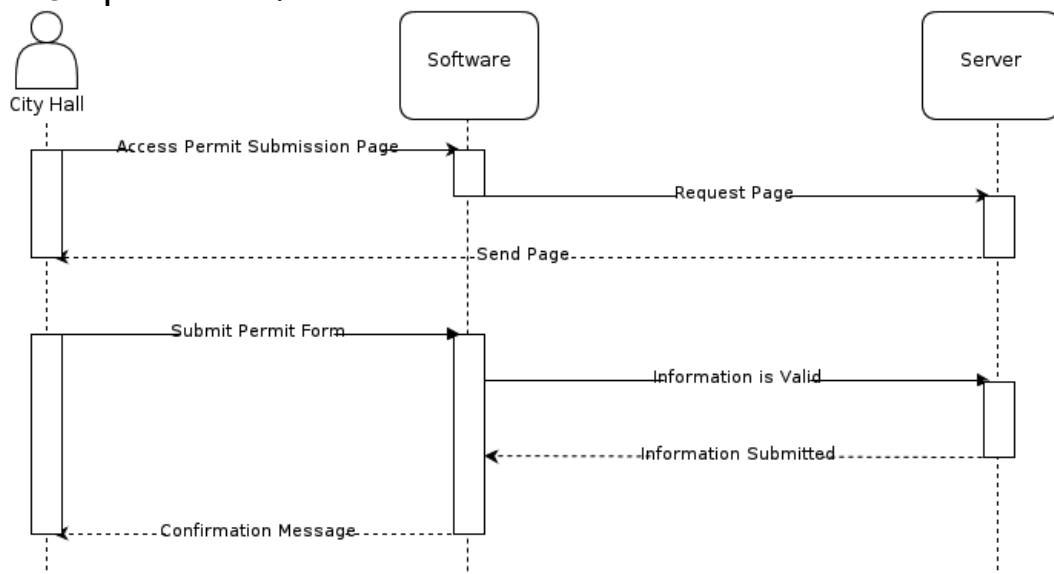 City Hall
Software
Server
Access Permit Submission Page
Request Page
Send Page
Submit Permit Form
Information is Valid
Information Submitted
Confirmation Message